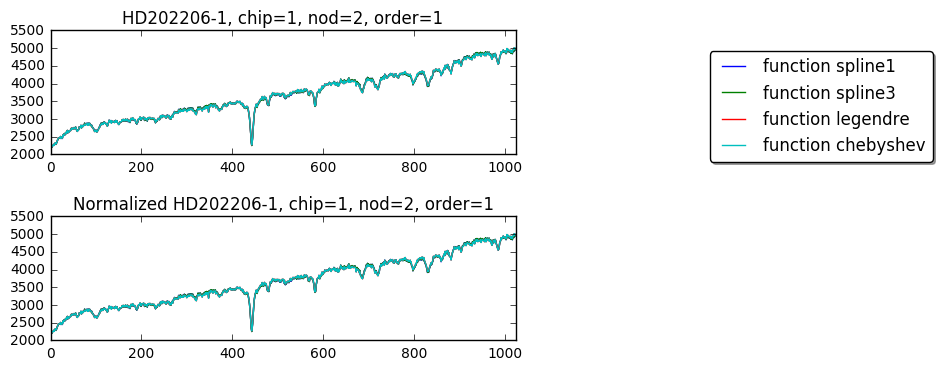 HD202206-1, chip=1, nod=2, order=1
5500
5000
4500
4000
3500
3000
2500
2000
0 200 400 600 800 1000
function spline1
function spline3
function legendre
function chebyshev
Normalized HD202206-1, chip=1, nod=2, order=1
5500
5000
4500
4000
3500
3000
2500
2000
0 200 400 600 800 1000